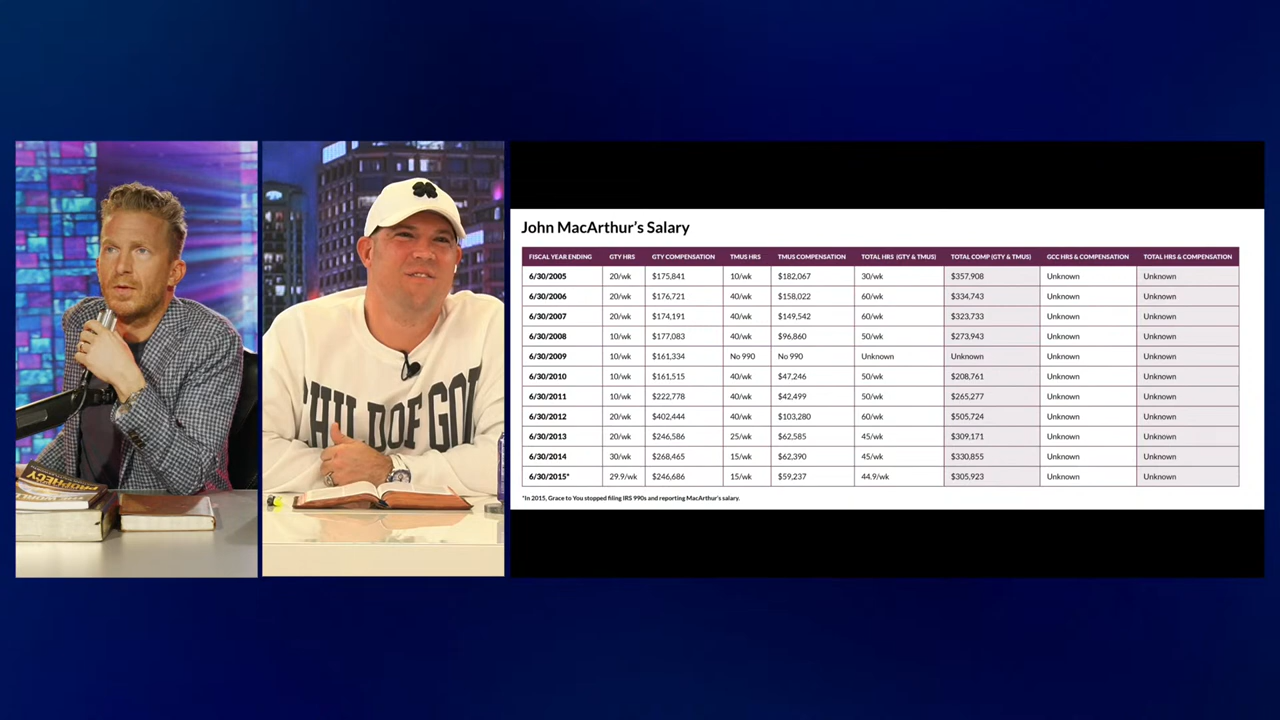 PROPHECY
CHILD OF GOD
John MacArthur's Salary
FISCAL YEAR ENDING GTY HRS GTY COMPENSATION TMUS HRS TMUS COMPENSATION TOTAL HRS (GTY & TMUS) TOTAL COMP (GTY & TMUS) GCC HRS & COMPENSATION TOTAL HRS & COMPENSATION
6/30/2005 20/wk $175,841 10/wk $182,067 30/wk $357,908 Unknown Unknown
6/30/2006 20/wk $176,721 40/wk $158,022 60/wk $334,743 Unknown Unknown
6/30/2007 20/wk $174,191 40/wk $149,542 60/wk $323,733 Unknown Unknown
6/30/2008 10/wk $177,083 40/wk $96,860 50/wk $273,943 Unknown Unknown
6/30/2009 10/wk $161,334 No 990 No 990 Unknown Unknown Unknown Unknown
6/30/2010 10/wk $161,515 40/wk $47,246 50/wk $208,761 Unknown Unknown
6/30/2011 10/wk $222,778 40/wk $42,499 50/wk $265,277 Unknown Unknown
6/30/2012 20/wk $402,444 40/wk $103,280 60/wk $505,724 Unknown Unknown
6/30/2013 20/wk $246,586 25/wk $62,585 45/wk $309,171 Unknown Unknown
6/30/2014 30/wk $268,465 15/wk $62,390 45/wk $330,855 Unknown Unknown
6/30/2015* 29.9/wk $246,686 15/wk $59,237 44.9/wk $305,923 Unknown Unknown
*In 2015, Grace to You stopped filing IRS 990s and reporting MacArthur's salary.